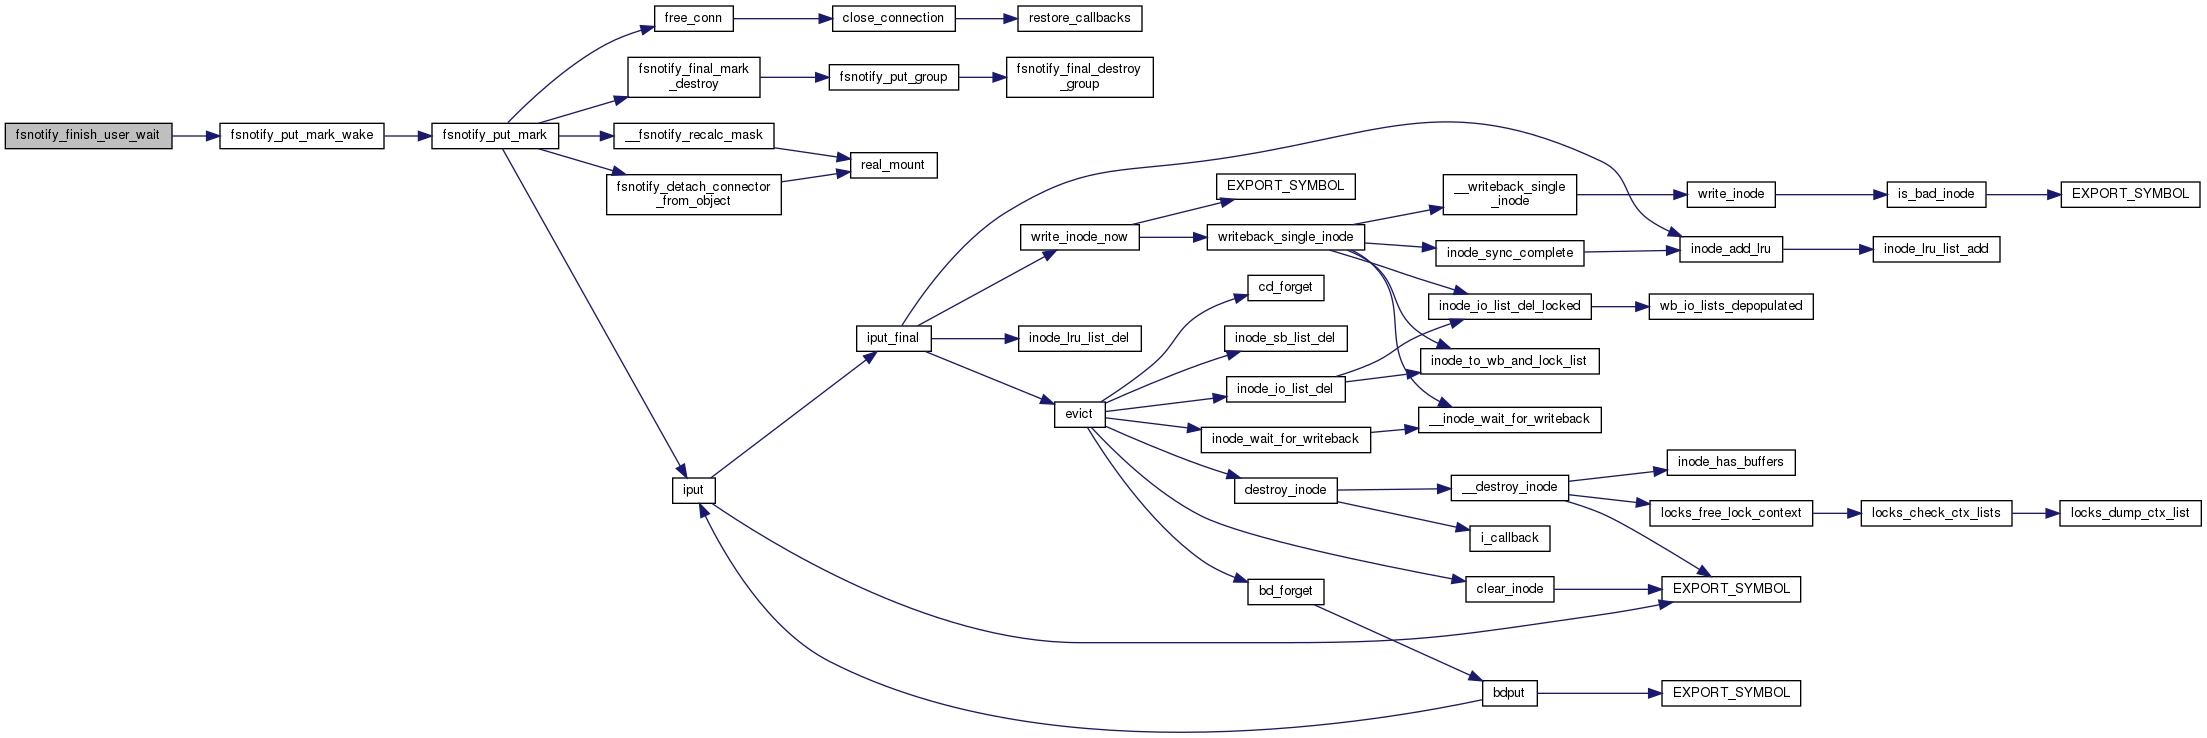 free_conn
close_connection
restore_callbacks
fsnotify_final_mark
_destroy
fsnotify_put_group
fsnotify_final_destroy
_group
fsnotify_finish_user_wait
fsnotify_put_mark_wake
fsnotify_put_mark
__fsnotify_recalc_mask
real_mount
fsnotify_detach_connector
_from_object
EXPORT_SYMBOL
__writeback_single
_inode
write_inode
is_bad_inode
EXPORT_SYMBOL
write_inode_now
writeback_single_inode
inode_sync_complete
inode_add_lru
inode_lru_list_add
cd_forget
inode_io_list_del_locked
wb_io_lists_depopulated
iput_final
inode_lru_list_del
inode_sb_list_del
inode_to_wb_and_lock_list
inode_io_list_del
evict
__inode_wait_for_writeback
inode_wait_for_writeback
inode_has_buffers
iput
destroy_inode
__destroy_inode
locks_free_lock_context
locks_check_ctx_lists
locks_dump_ctx_list
i_callback
bd_forget
clear_inode
EXPORT_SYMBOL
bdput
EXPORT_SYMBOL